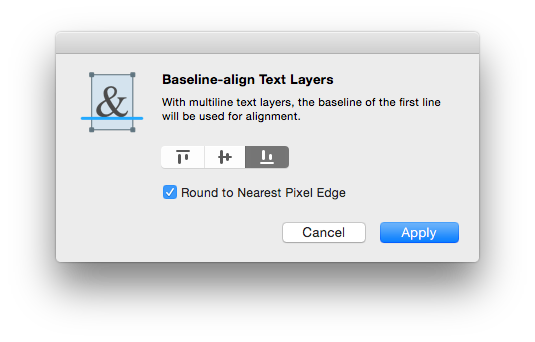 &
Baseline-align Text Layers
With multiline text layers, the baseline of the first line
will be used for alignment.
Round to Nearest Pixel Edge
Cancel
Apply